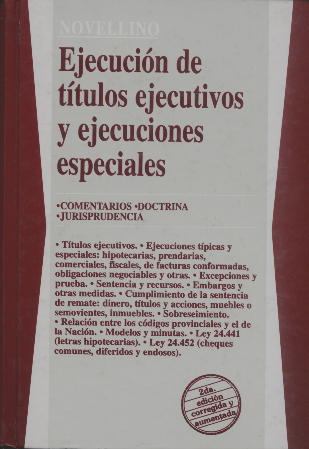 NOVELLINO
Ejecución de
títulos ejecutivos
y ejecuciones
especiales
•COMENTARIOS •DOCTRINA
•JURISPRUDENCIA
• Títulos ejecutivos. • Ejecuciones típicas y
especiales: hipotecarias, prendarias,
comerciales, fiscales, de facturas conformadas,
obligaciones negociables y otras. • Excepciones y
prueba. • Sentencia y recursos. • Embargos y
otras medidas. • Cumplimiento de la sentencia
de remate: dinero, títulos y acciones, muebles o
semovientes, inmuebles. • Sobreseimiento.
• Relación entre los códigos provinciales y el de
la Nación. • Modelos y minutas. • Ley 24.441
(letras hipotecarias). • Ley 24.452 (cheques
comunes, diferidos y endosos).
2da.
edición
corregida y
aumentada